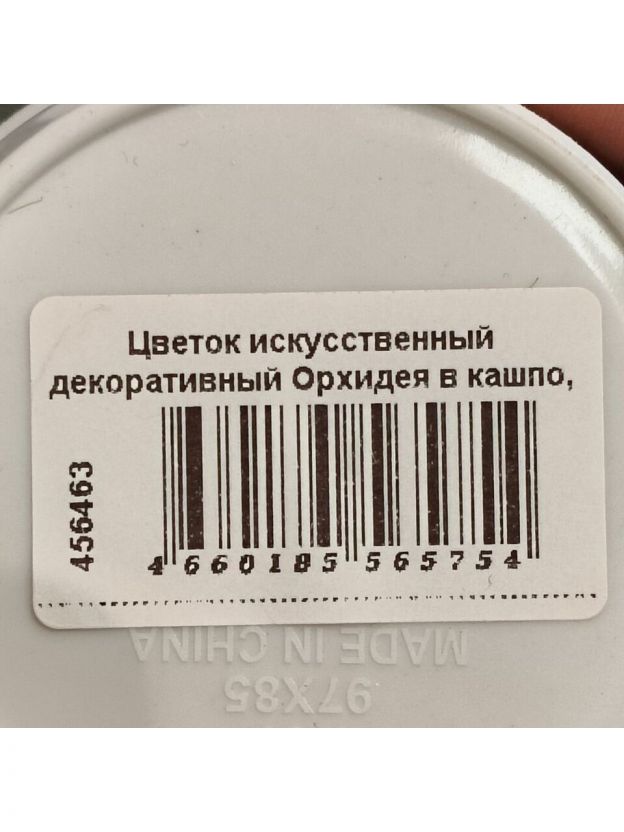 Цветок искусственный
декоративный Орхидея в кашпо,
456463
4 660185 565754
MADE IN CHINA
97X85